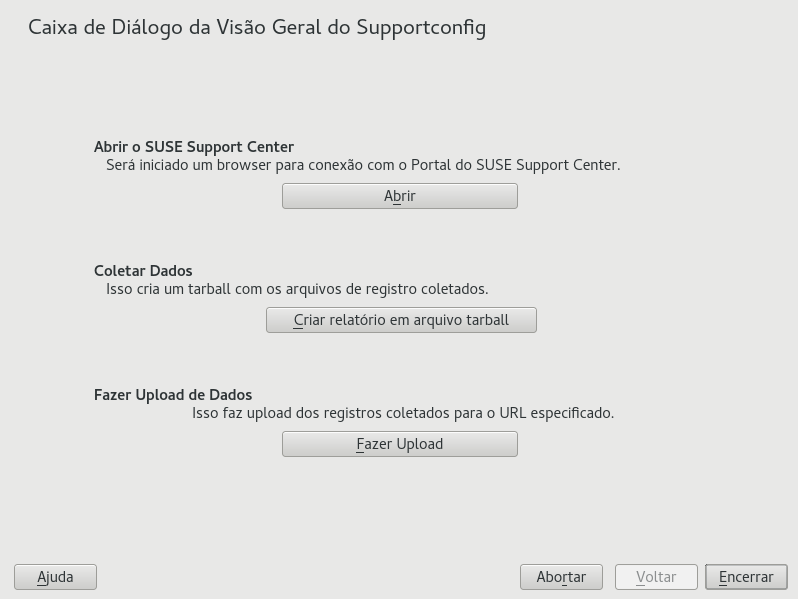 Caixa de Diálogo da Visão Geral do Supportconfig
Abrir o SUSE Support Center
Será iniciado um browser para conexão com o Portal do SUSE Support Center.
Abrir
Coletar Dados
Isso cria um tarball com os arquivos de registro coletados.
Criar relatório em arquivo tarball
Fazer Upload de Dados
Isso faz upload dos registros coletados para o URL especificado.
Fazer Upload
Ajuda Abortar Voltar Encerrar